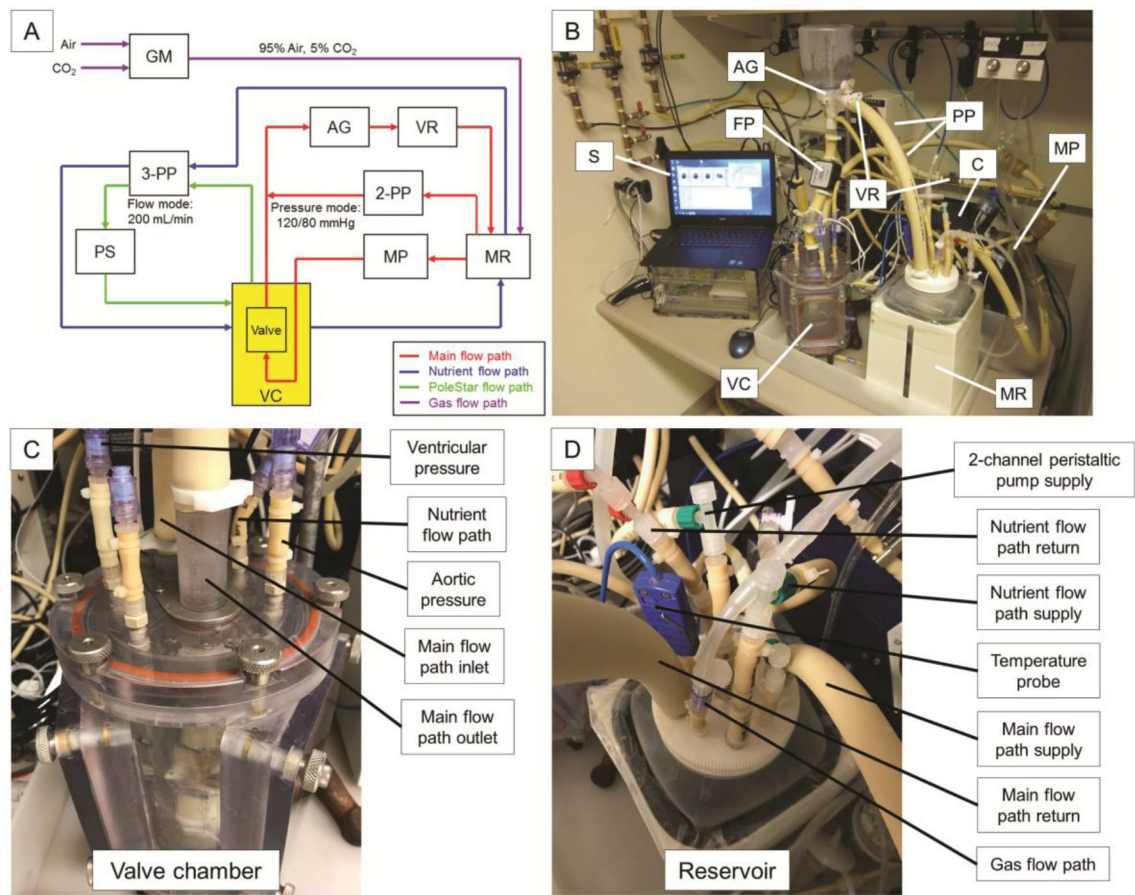 A
Air
CO₂
GM
95% Air, 5% CO₂
AG
VR
3-PP
Flow mode:
200 mL/min
2-PP
Pressure mode:
120/80 mmHg
PS
MP
MR
Valve
VC
Main flow path
Nutrient flow path
PoleStar flow path
Gas flow path
B
AG
FP
S
PP
C
MP
VR
VC
MR
C
Ventricular
pressure
Nutrient
flow path
Aortic
pressure
Main flow
path inlet
Main flow
path outlet
Valve chamber
D
2-channel peristaltic
pump supply
Nutrient flow
path return
Nutrient flow
path supply
Temperature
probe
Main flow
path supply
Main flow
path return
Gas flow path
Reservoir